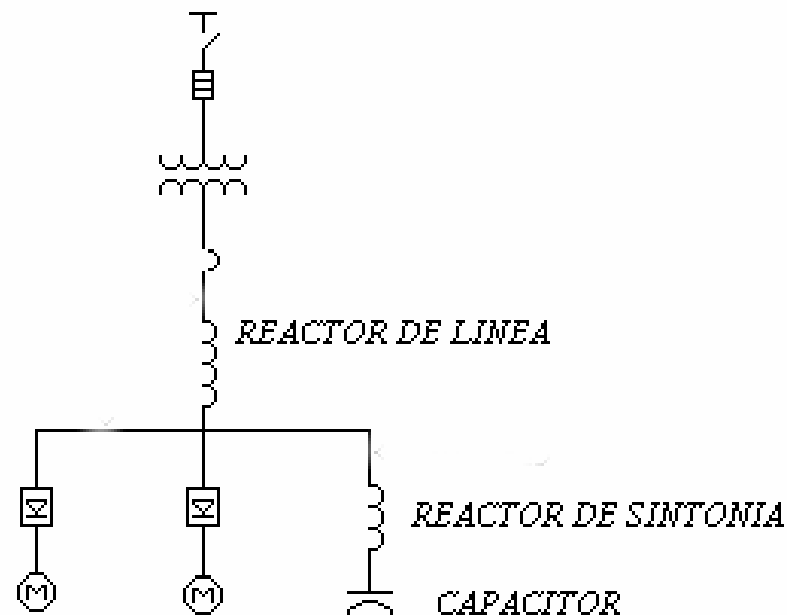 REACTOR DE LINEA
REACTOR DE SINTONIA
M
M
CAPACITOR